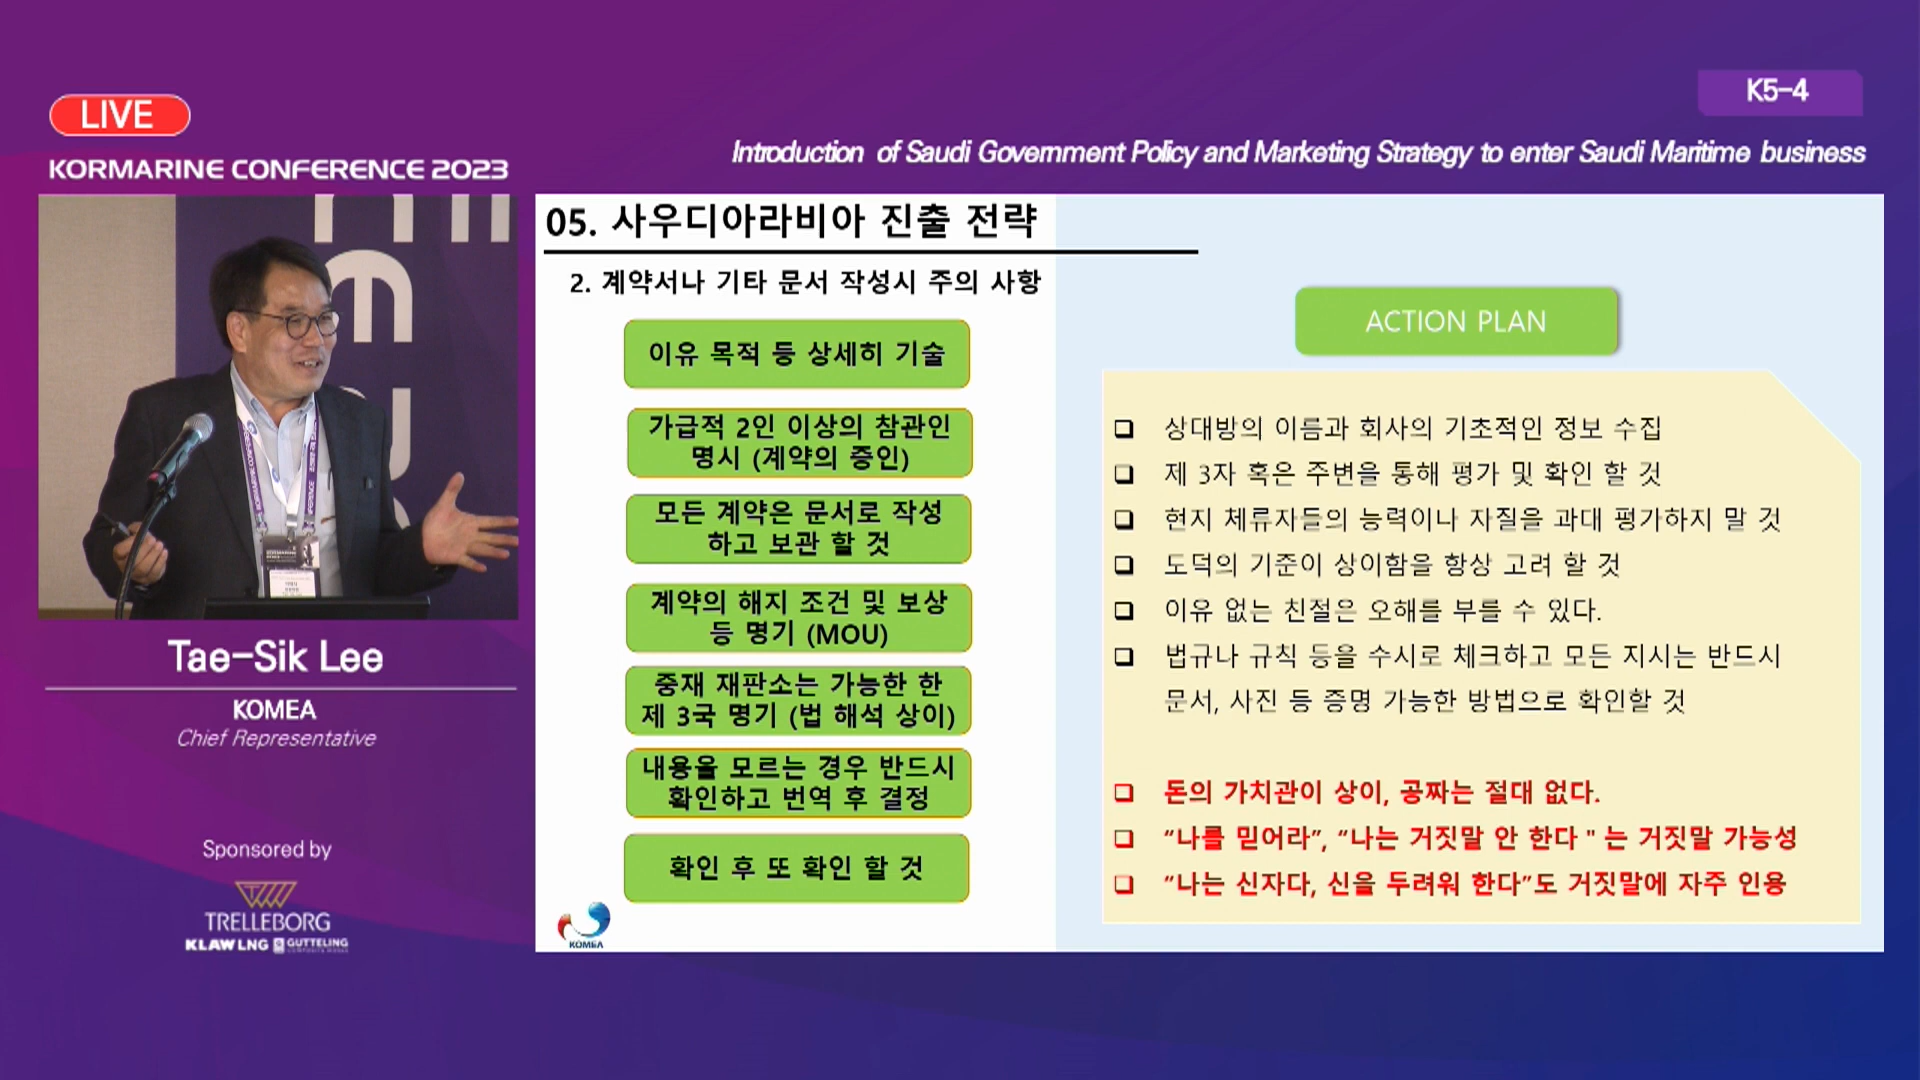 LIVE
KORMARINE CONFERENCE 2023
K5-4
Introduction of Saudi Government Policy and Marketing Strategy to enter Saudi Maritime business
Tae-Sik Lee
KOMEA
Chief Representative
Sponsored by
TRELLEBORG
KLAW LNG GUTTELING
05. 사우디아라비아 진출 전략
2. 계약서나 기타 문서 작성시 주의 사항
이유 목적 등 상세히 기술
가급적 2인 이상의 참관인
명시 (계약의 증인)
모든 계약은 문서로 작성
하고 보관 할 것
계약의 해지 조건 및 보상
등 명기 (MOU)
중재 재판소는 가능한 한
제 3국 명기 (법 해석 상이)
내용을 모르는 경우 반드시
확인하고 번역 후 결정
확인 후 또 확인 할 것
KOMEA
ACTION PLAN
상대방의 이름과 회사의 기초적인 정보 수집
제 3자 혹은 주변을 통해 평가 및 확인 할 것
현지 체류자들의 능력이나 자질을 과대 평가하지 말 것
도덕의 기준이 상이함을 항상 고려 할 것
이유 없는 친절은 오해를 부를 수 있다.
법규나 규칙 등을 수시로 체크하고 모든 지시는 반드시
문서, 사진 등 증명 가능한 방법으로 확인할 것
돈의 가치관이 상이, 공짜는 절대 없다.
“나를 믿어라”, “나는 거짓말 안 한다 " 는 거짓말 가능성
“나는 신자다, 신을 두려워 한다”도 거짓말에 자주 인용